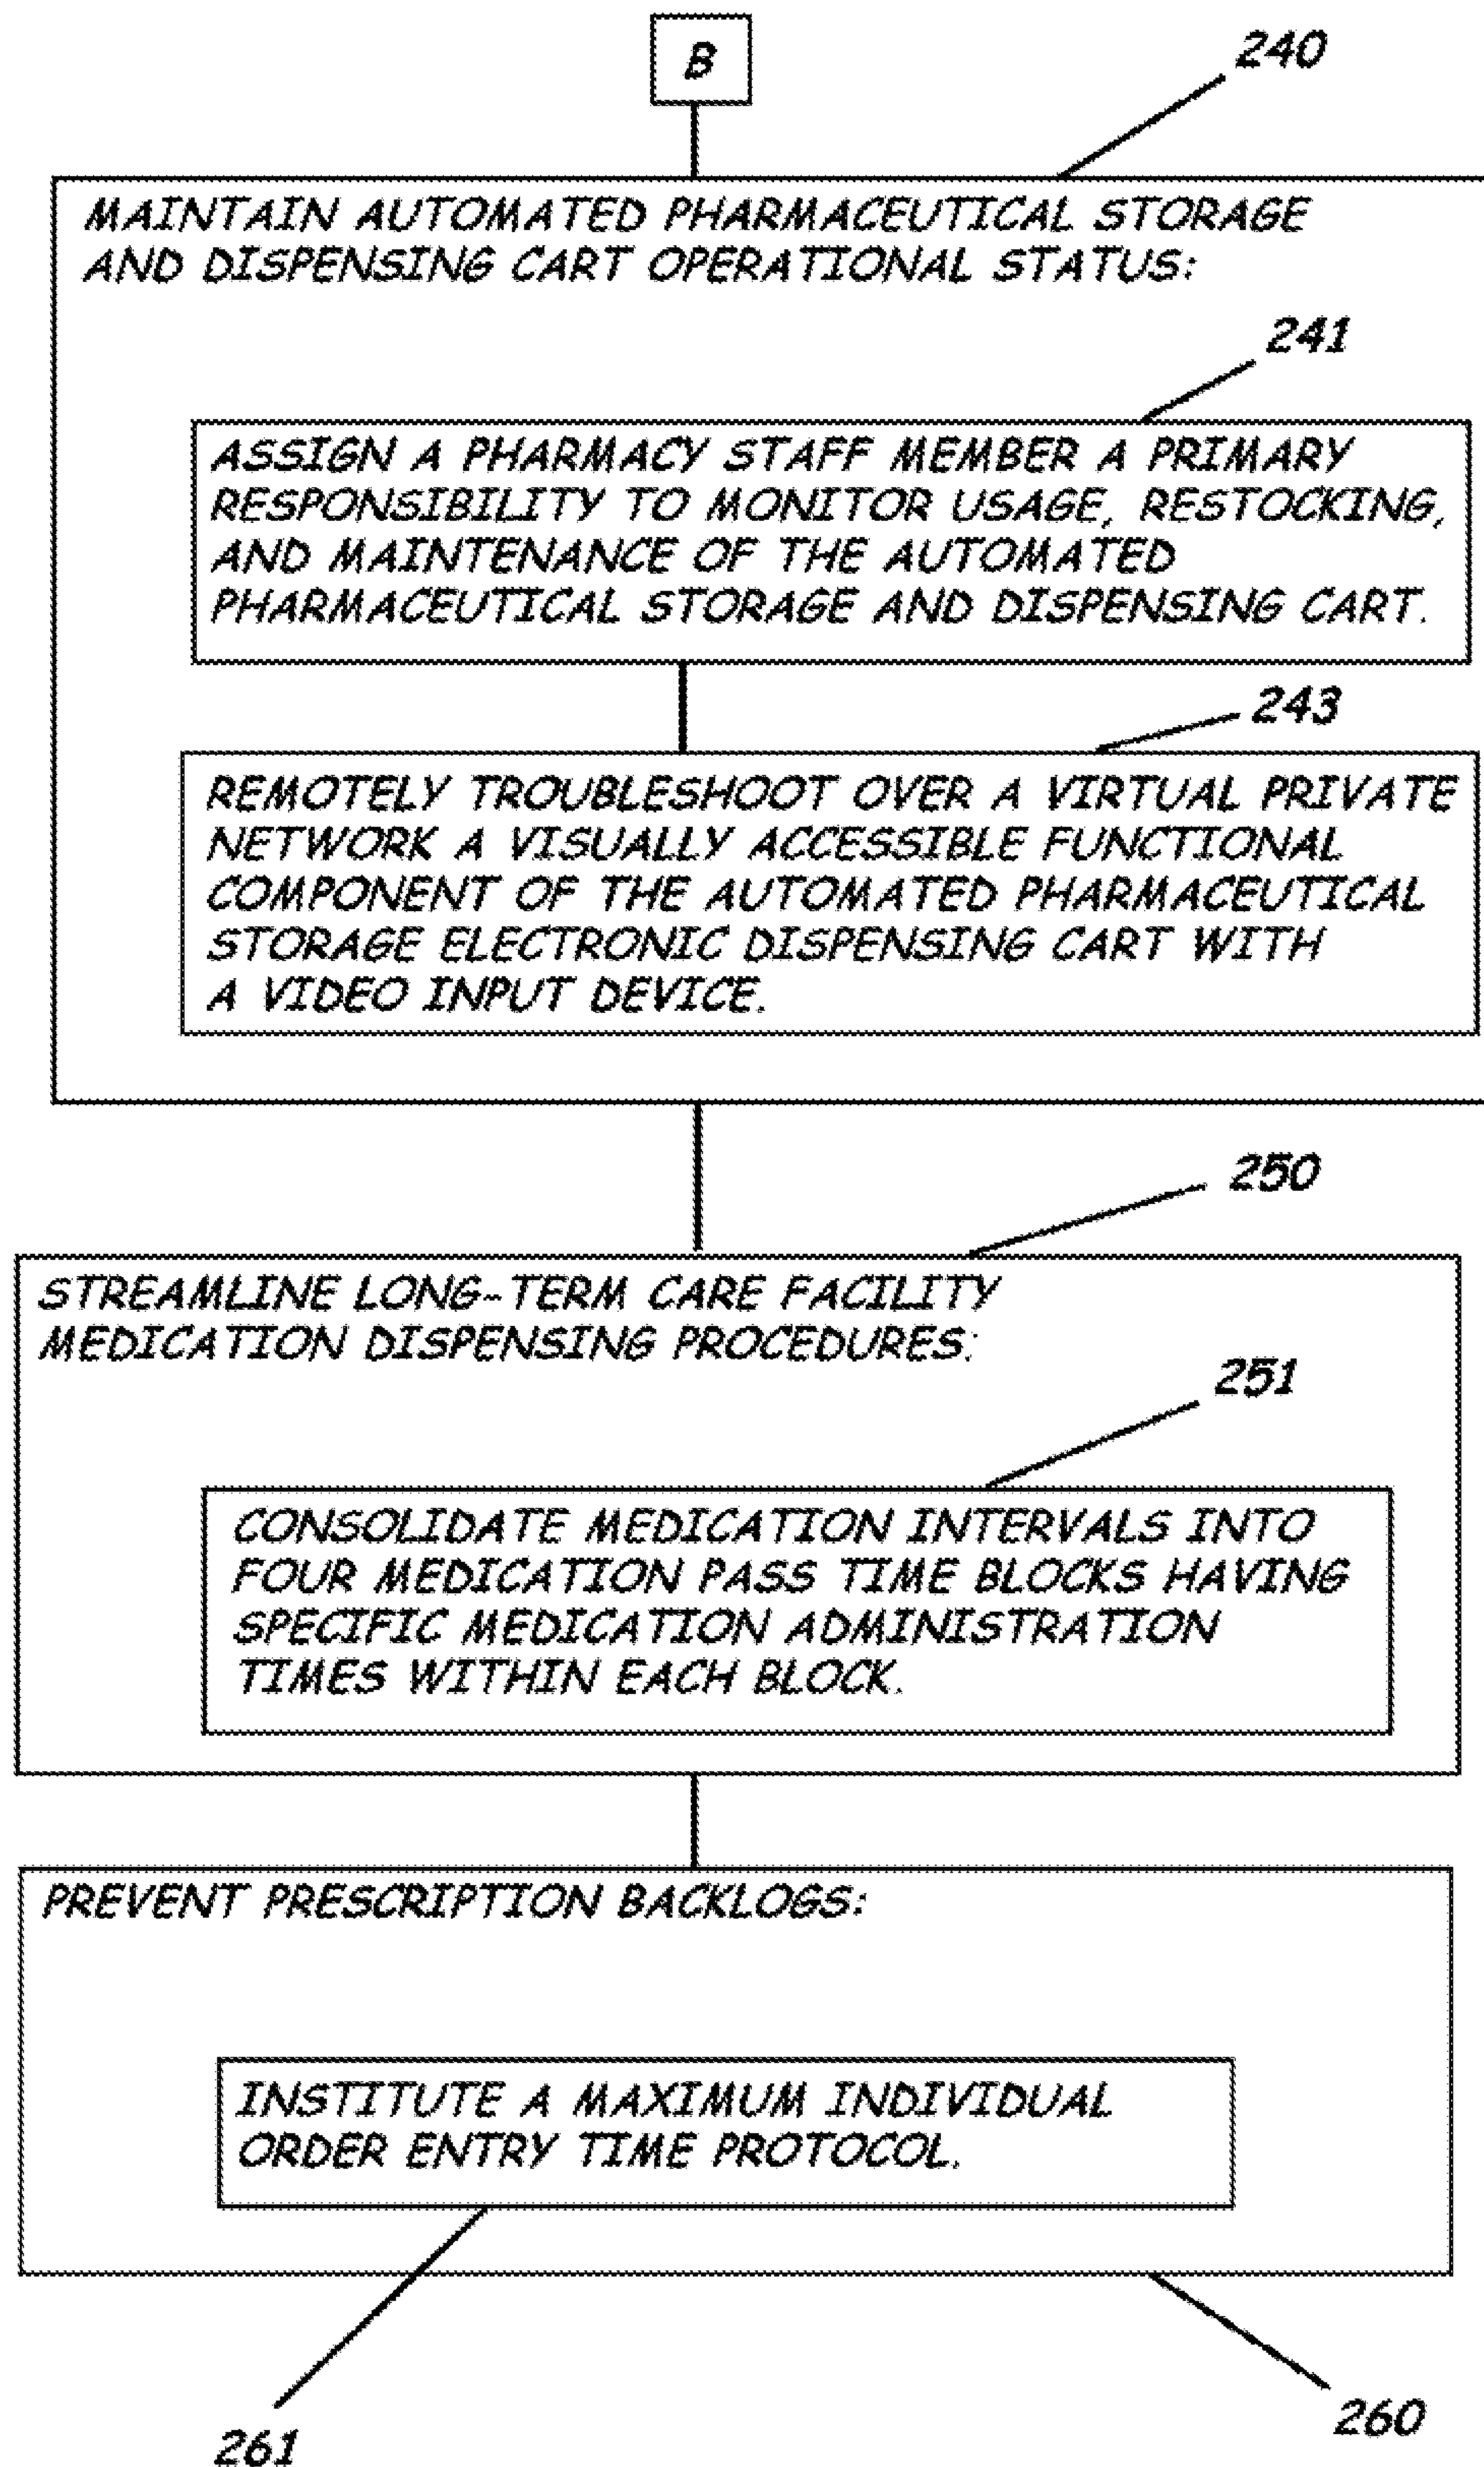 B
240
MAINTAIN AUTOMATED PHARMACEUTICAL STORAGE
AND DISPENSING CART OPERATIONAL STATUS:
241
ASSIGN A PHARMACY STAFF MEMBER A PRIMARY
RESPONSIBILITY TO MONITOR USAGE, RESTOCKING,
AND MAINTENANCE OF THE AUTOMATED
PHARMACEUTICAL STORAGE AND DISPENSING CART.
243
REMOTELY TROUBLESHOOT OVER A VIRTUAL PRIVATE
NETWORK A VISUALLY ACCESSIBLE FUNCTIONAL
COMPONENT OF THE AUTOMATED PHARMACEUTICAL
STORAGE ELECTRONIC DISPENSING CART WITH
A VIDEO INPUT DEVICE.
250
STREAMLINE LONG-TERM CARE FACILITY
MEDICATION DISPENSING PROCEDURES:
251
CONSOLIDATE MEDICATION INTERVALS INTO
FOUR MEDICATION PASS TIME BLOCKS HAVING
SPECIFIC MEDICATION ADMINISTRATION
TIMES WITHIN EACH BLOCK.
PREVENT PRESCRIPTION BACKLOGS:
INSTITUTE A MAXIMUM INDIVIDUAL
ORDER ENTRY TIME PROTOCOL.
260
261